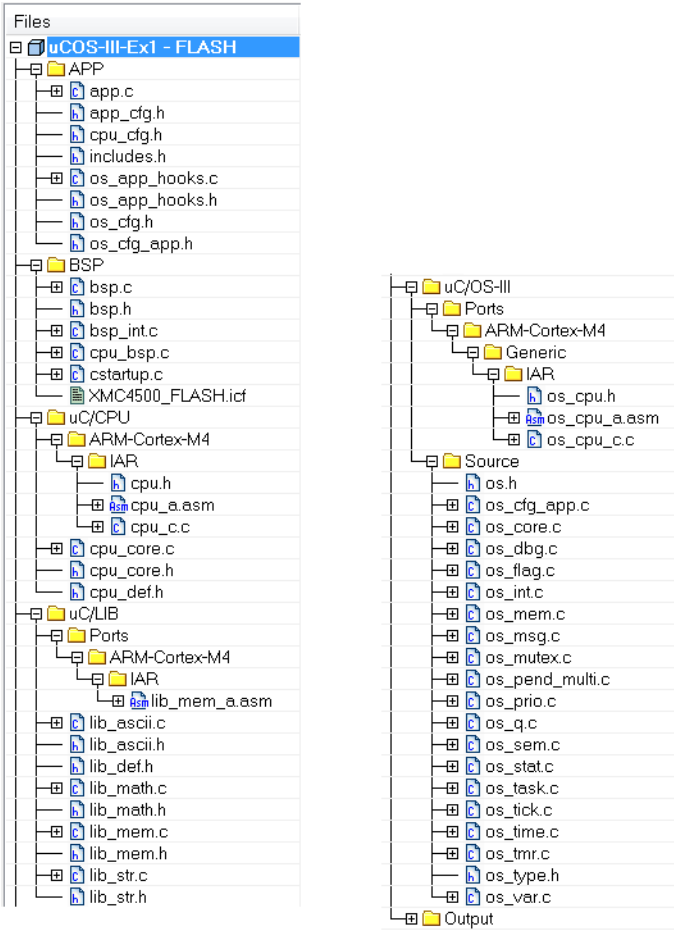 Files
uCOS-III-Ex1 - FLASH
APP
app.c
app_cfg.h
cpu_cfg.h
includes.h
os_app_hooks.c
os_app_hooks.h
os_cfg.h
os_cfg_app.h
BSP
bsp.c
bsp.h
bsp_int.c
cpu_bsp.c
cstartup.c
XMC4500_FLASH.icf
uC/CPU
ARM-Cortex-M4
IAR
cpu.h
cpu_a.asm
cpu_c.c
cpu_core.c
cpu_core.h
cpu_def.h
uC/LIB
Ports
ARM-Cortex-M4
IAR
lib_mem_a.asm
lib_ascii.c
lib_ascii.h
lib_def.h
lib_math.c
lib_math.h
lib_mem.c
lib_mem.h
lib_str.c
lib_str.h
uC/OS-III
Ports
ARM-Cortex-M4
Generic
IAR
os_cpu.h
os_cpu_a.asm
os_cpu_c.c
Source
os.h
os_cfg_app.c
os_core.c
os_dbg.c
os_flag.c
os_int.c
os_mem.c
os_msg.c
os_mutex.c
os_pend_multi.c
os_prio.c
os_q.c
os_sem.c
os_stat.c
os_task.c
os_tick.c
os_time.c
os_tmr.c
os_type.h
os_var.c
Output